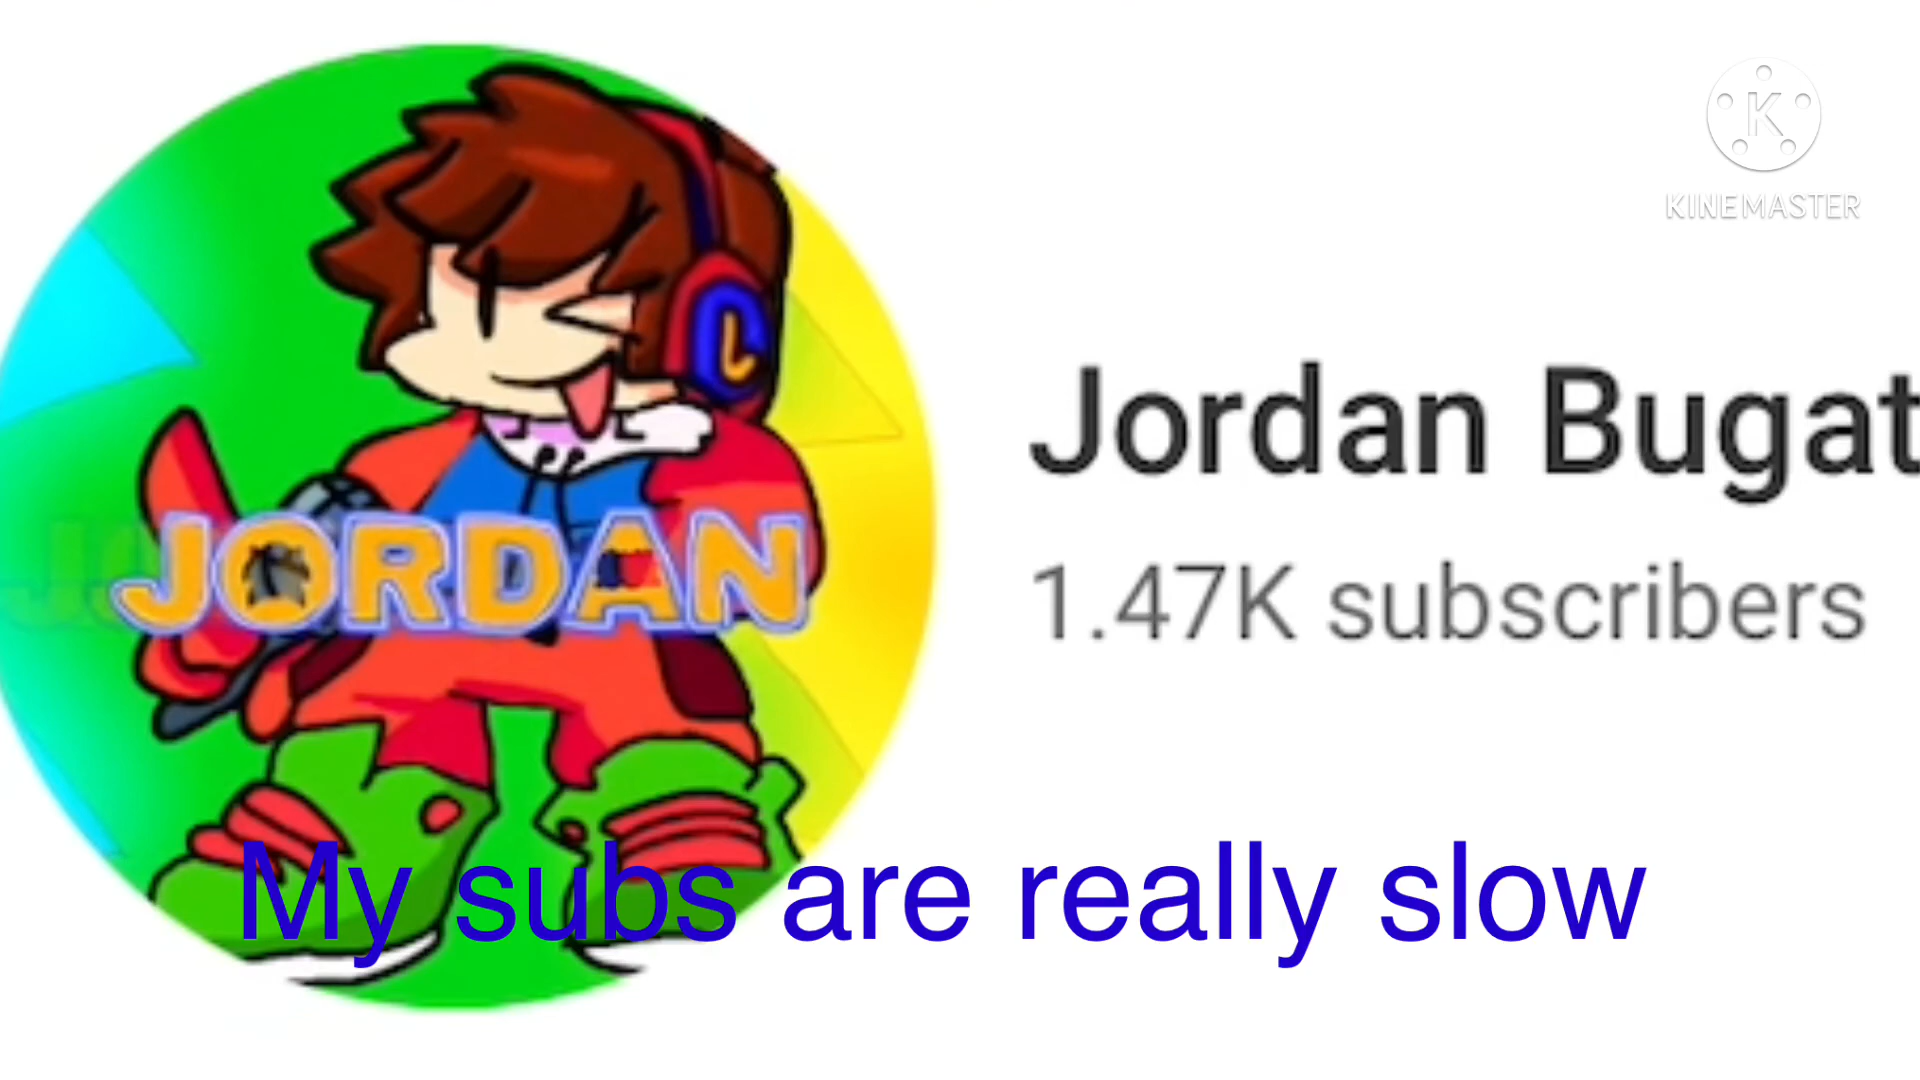 K
KINEMASTER
JORDAN
Jordan Bugat
1.47K subscribers
My subs are really slow